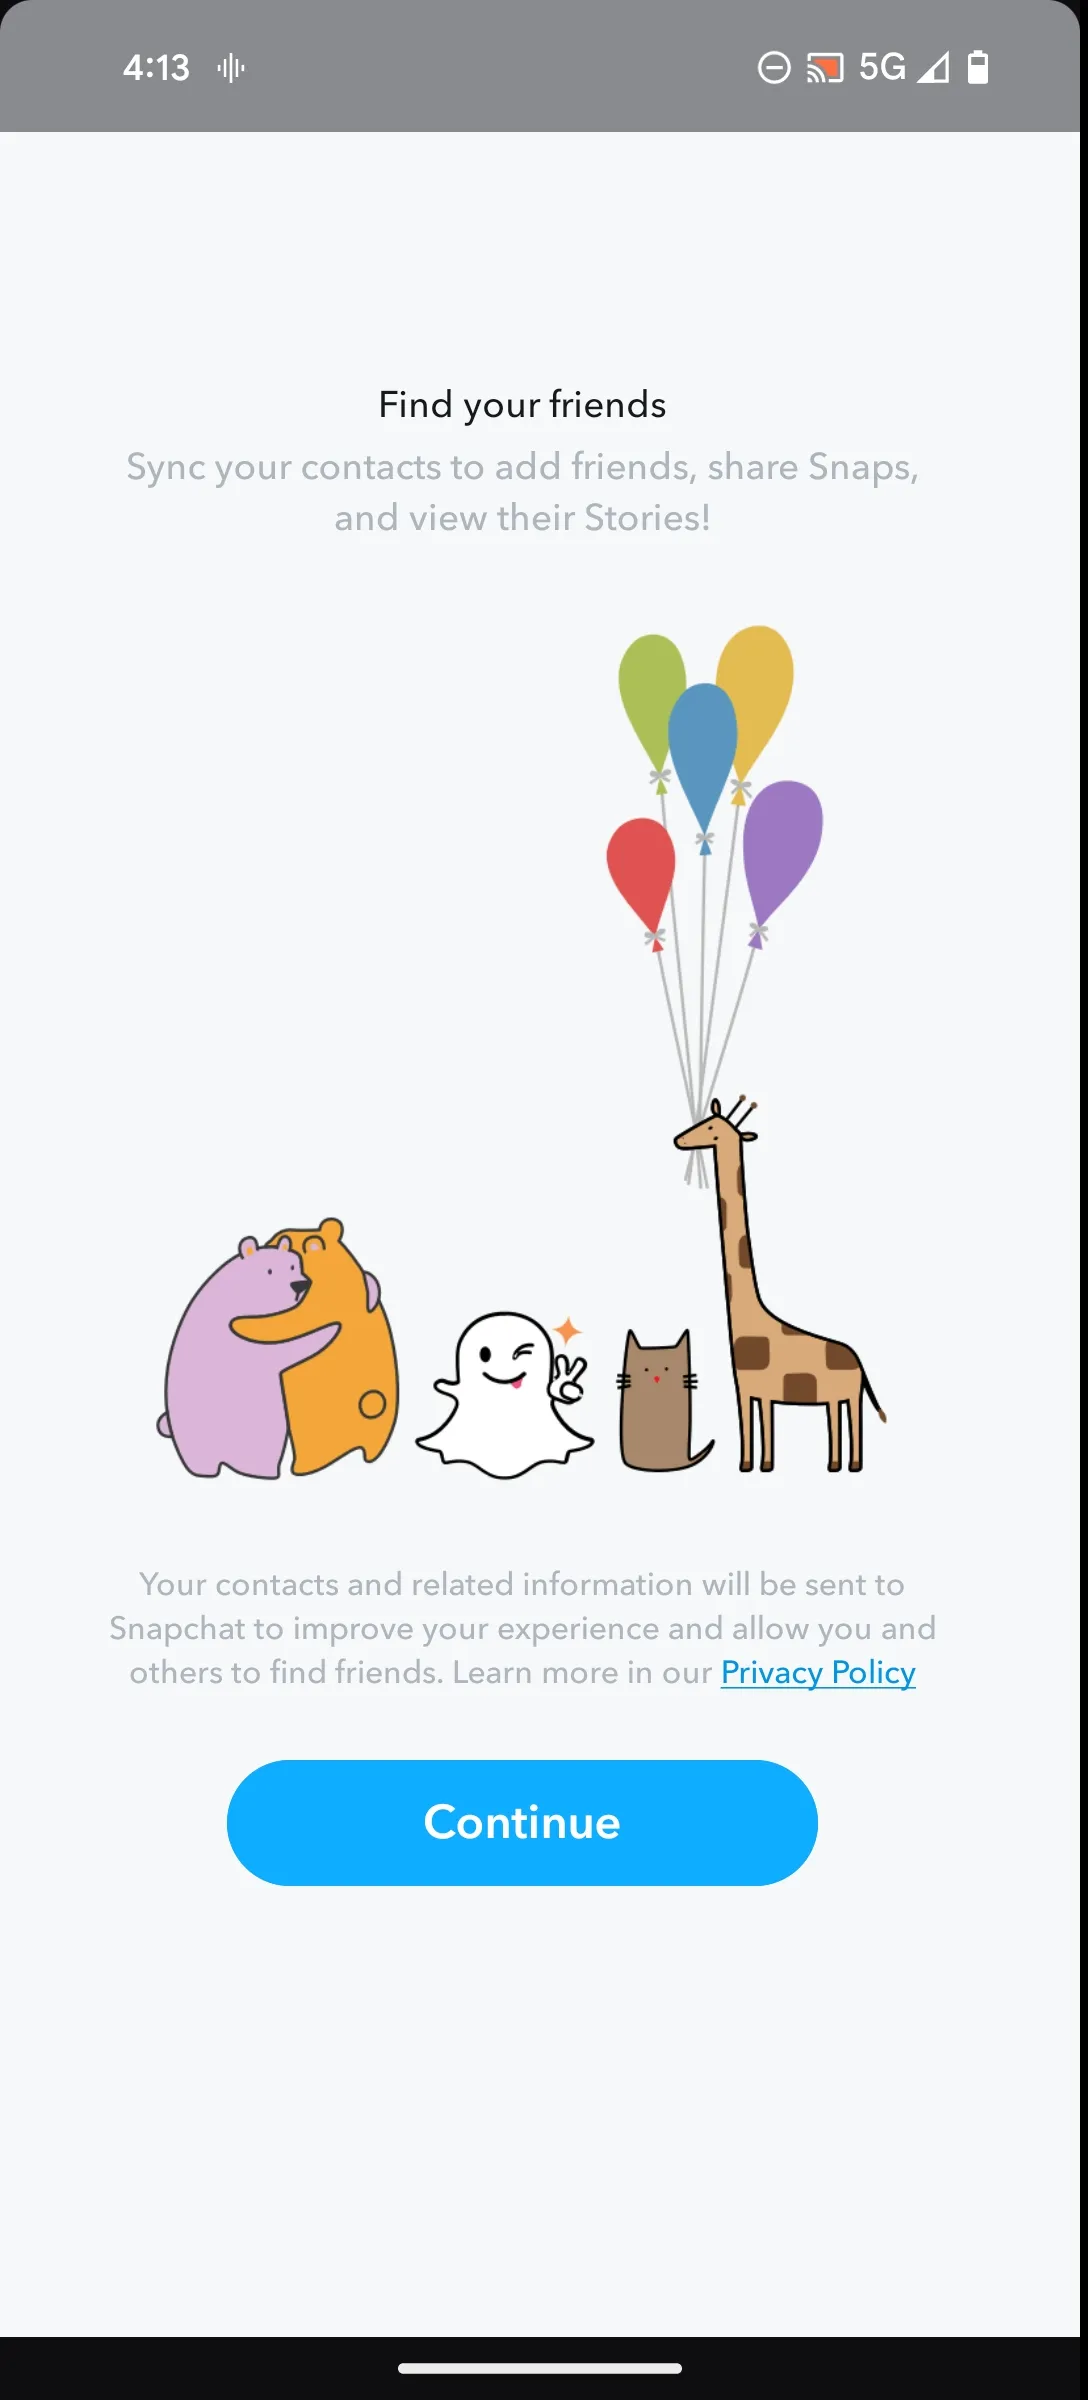 4:13
5G
Find your friends
Sync your contacts to add friends, share Snaps,
and view their Stories!
Your contacts and related information will be sent to
Snapchat to improve your experience and allow you and
others to find friends. Learn more in our Privacy Policy
Continue